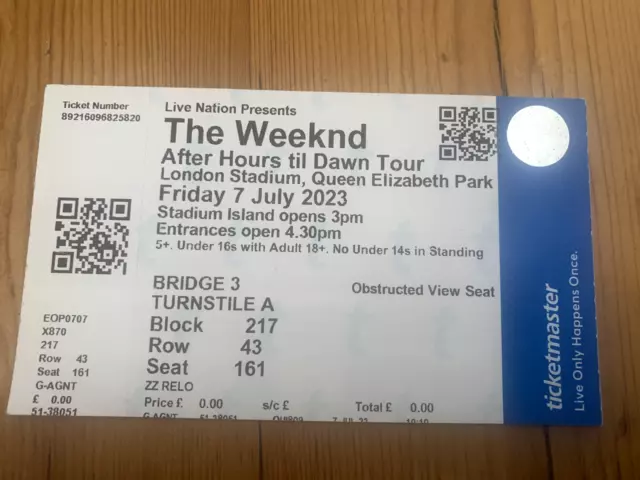 Ticket Number
89216096825820
Live Nation Presents
The Weeknd
After Hours til Dawn Tour
London Stadium, Queen Elizabeth Park
Friday 7 July 2023
Stadium Island opens 3pm
Entrances open 4.30pm
5+. Under 16s with Adult 18+. No Under 14s in Standing
BRIDGE 3
Obstructed View Seat
TURNSTILE A
Block 217
Row 43
Seat 161
ZZ RELO
Price £ 0.00 s/c £ Total £ 0.00
EOP0707
X870
217
Row 43
Seat 161
G-AGNT
£ 0.00
51-38051
G-AGNT 51-38051
ticketmaster
Live Only Happens Once.